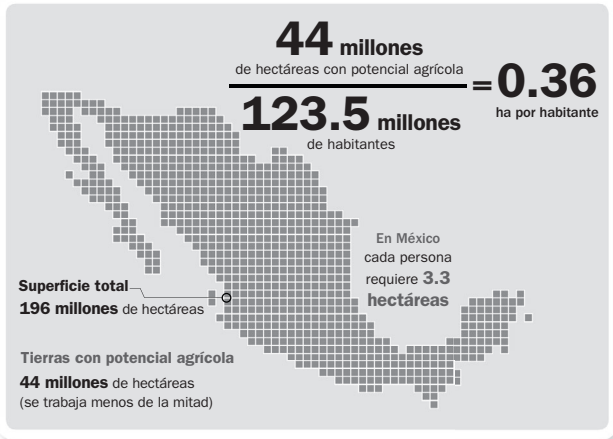 44 millones
de hectáreas con potencial agrícola
123.5 millones
de habitantes
= 0.36
ha por habitante
En México
cada persona
requiere 3.3
hectáreas
Superficie total
196 millones de hectáreas
Tierras con potencial agrícola
44 millones de hectáreas
(se trabaja menos de la mitad)